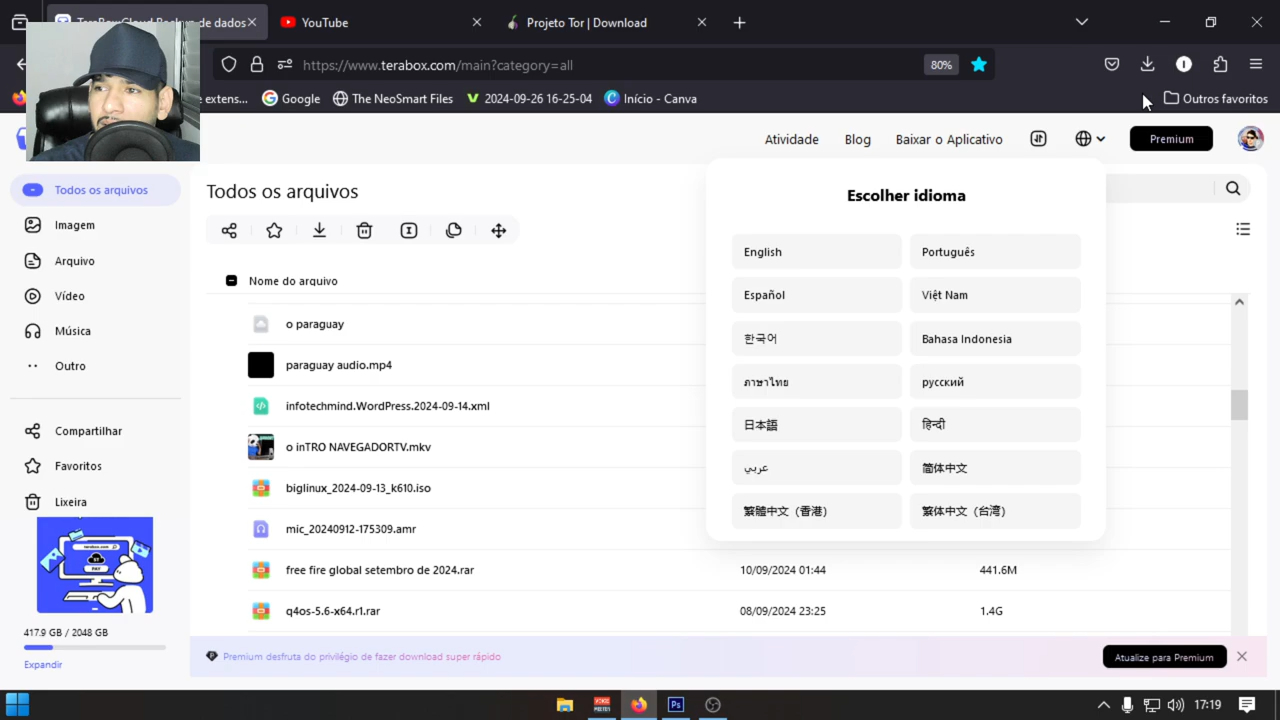 TeraBox Cloud Backup de dados
YouTube
Projeto Tor | Download
https://www.terabox.com/main?category=all
80%
e extens...
Google
The NeoSmart Files
2024-09-26 16-25-04
Início - Canva
Outros favoritos
Atividade
Blog
Baixar o Aplicativo
Premium
Todos os arquivos
Imagem
Arquivo
Vídeo
Música
Outro
Compartilhar
Favoritos
Lixeira
417.9 GB / 2048 GB
Expandir
Todos os arquivos
Nome do arquivo
o paraguay
paraguay audio.mp4
infotechmind.WordPress.2024-09-14.xml
o inTRO NAVEGADORTV.mkv
biglinux_2024-09-13_k610.iso
mic_20240912-175309.amr
free fire global setembro de 2024.rar 10/09/2024 01:44 441.6M
q4os-5.6-x64.r1.rar 08/09/2024 23:25 1.4G
Escolher idioma
English Português
Español Việt Nam
한국어 Bahasa Indonesia
ภาษาไทย русский
日本語 हिन्दी
عربي 简体中文
繁體中文（香港） 繁体中文（台湾）
Premium desfruta do privilégio de fazer download super rápido
Atualize para Premium
Ps
17:19